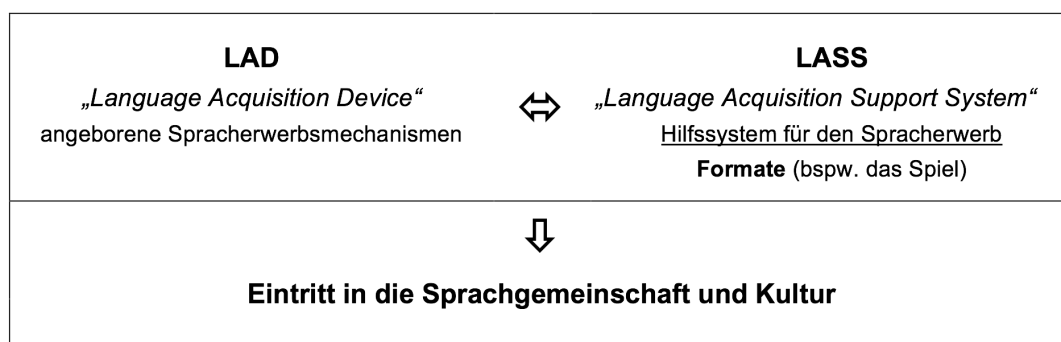 LAD
„Language Acquisition Device“
angeborene Spracherwerbsmechanismen
LASS
„Language Acquisition Support System“
Hilfssystem für den Spracherwerb
Formate (bspw. das Spiel)
Eintritt in die Sprachgemeinschaft und Kultur